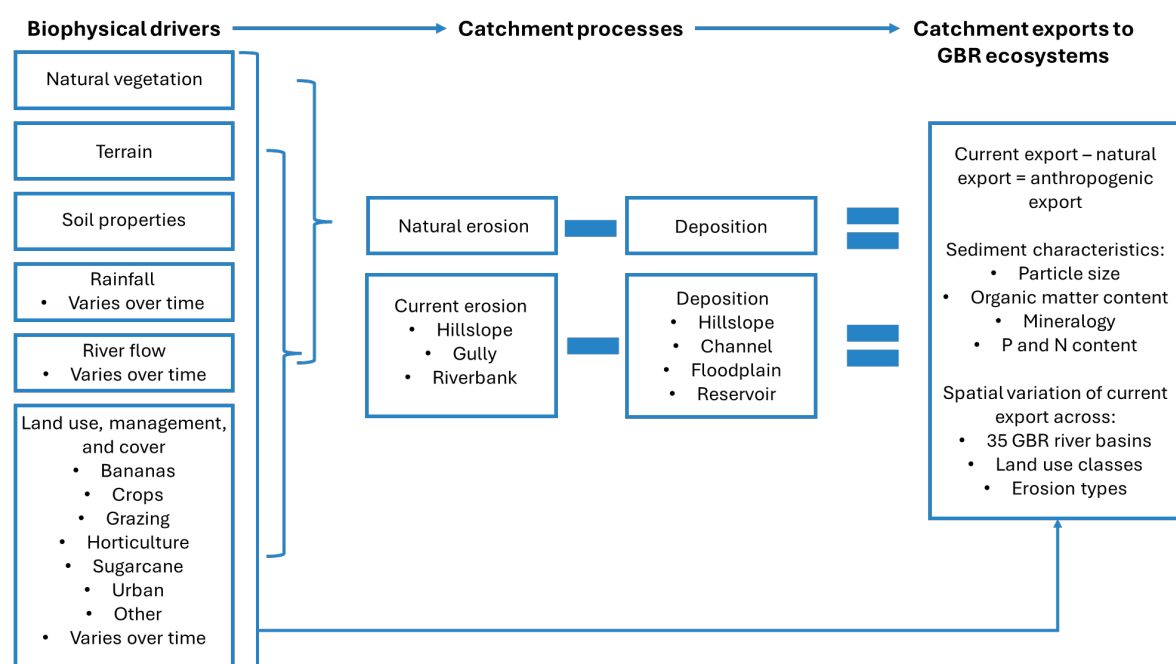 Biophysical drivers
Catchment processes
Catchment exports to
GBR ecosystems
Natural vegetation
Terrain
Soil properties
Rainfall
• Varies over time
River flow
• Varies over time
Land use, management,
and cover
• Bananas
• Crops
• Grazing
• Horticulture
• Sugarcane
• Urban
• Other
• Varies over time
Natural erosion
Deposition
Current erosion
• Hillslope
• Gully
• Riverbank
Deposition
• Hillslope
• Channel
• Floodplain
• Reservoir
Current export – natural
export = anthropogenic
export
Sediment characteristics:
• Particle size
• Organic matter content
• Mineralogy
• P and N content
Spatial variation of current
export across:
• 35 GBR river basins
• Land use classes
• Erosion types